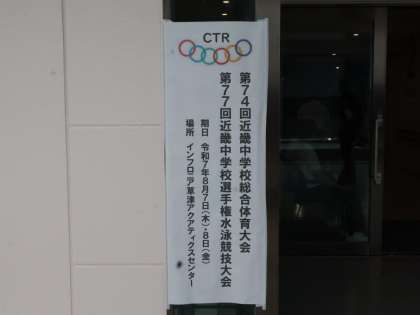 CTR
第74回近畿中学校総合体育大会
第77回近畿中学校選手権水泳競技大会
期日 令和7年8月7日(木)・8日(金)
場所 インフロニア草津アクアティクスセンター